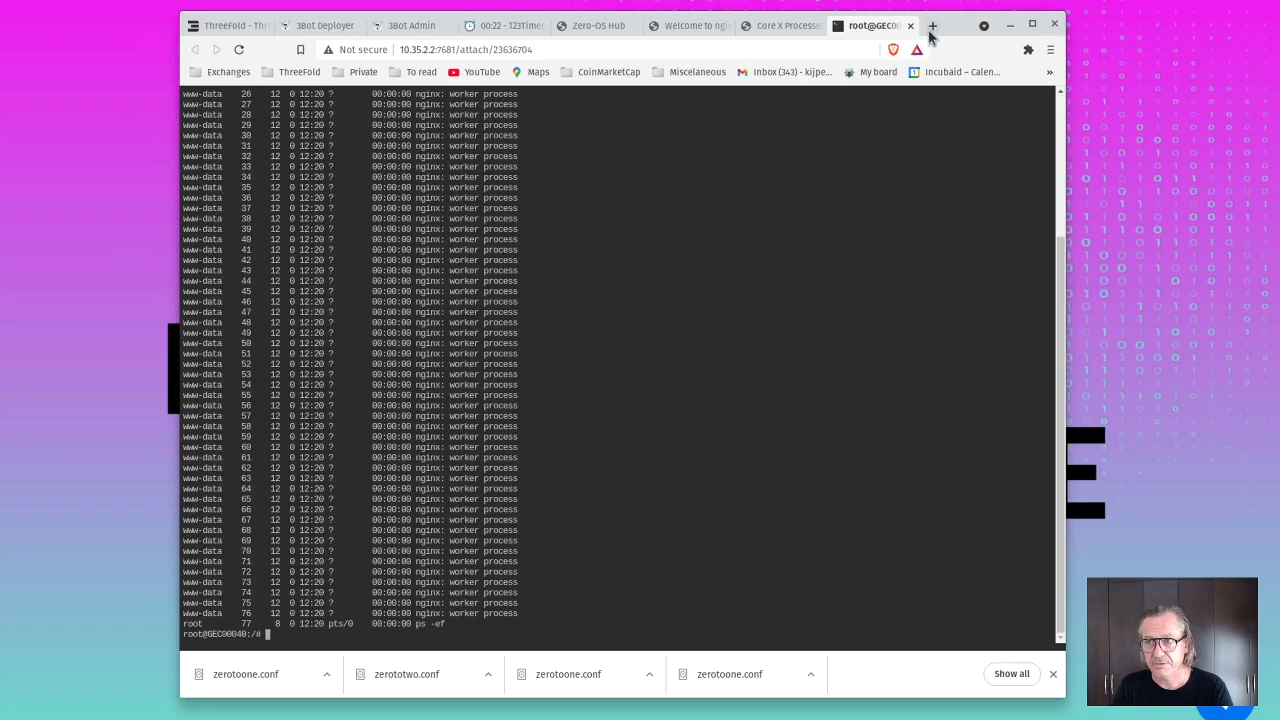 ThreeFold - Thr
3Bot Deployer
3Bot Admin
00:22 - 123Timer
Zero-OS Hub
Welcome to ngi
Core X Processes
root@GEC00
Not secure
10.35.2.2:7681/attach/23636704
Exchanges
ThreeFold
Private
To read
YouTube
Maps
CoinMarketCap
Miscelaneous
Inbox (343) - kijpe...
My board
Incubaid – Calen...
»
www-data 26 12 0 12:20 ? 00:00:00 nginx: worker process
www-data 27 12 0 12:20 ? 00:00:00 nginx: worker process
www-data 28 12 0 12:20 ? 00:00:00 nginx: worker process
www-data 29 12 0 12:20 ? 00:00:00 nginx: worker process
www-data 30 12 0 12:20 ? 00:00:00 nginx: worker process
www-data 31 12 0 12:20 ? 00:00:00 nginx: worker process
www-data 32 12 0 12:20 ? 00:00:00 nginx: worker process
www-data 33 12 0 12:20 ? 00:00:00 nginx: worker process
www-data 34 12 0 12:20 ? 00:00:00 nginx: worker process
www-data 35 12 0 12:20 ? 00:00:00 nginx: worker process
www-data 36 12 0 12:20 ? 00:00:00 nginx: worker process
www-data 37 12 0 12:20 ? 00:00:00 nginx: worker process
www-data 38 12 0 12:20 ? 00:00:00 nginx: worker process
www-data 39 12 0 12:20 ? 00:00:00 nginx: worker process
www-data 40 12 0 12:20 ? 00:00:00 nginx: worker process
www-data 41 12 0 12:20 ? 00:00:00 nginx: worker process
www-data 42 12 0 12:20 ? 00:00:00 nginx: worker process
www-data 43 12 0 12:20 ? 00:00:00 nginx: worker process
www-data 44 12 0 12:20 ? 00:00:00 nginx: worker process
www-data 45 12 0 12:20 ? 00:00:00 nginx: worker process
www-data 46 12 0 12:20 ? 00:00:00 nginx: worker process
www-data 47 12 0 12:20 ? 00:00:00 nginx: worker process
www-data 48 12 0 12:20 ? 00:00:00 nginx: worker process
www-data 49 12 0 12:20 ? 00:00:00 nginx: worker process
www-data 50 12 0 12:20 ? 00:00:00 nginx: worker process
www-data 51 12 0 12:20 ? 00:00:00 nginx: worker process
www-data 52 12 0 12:20 ? 00:00:00 nginx: worker process
www-data 53 12 0 12:20 ? 00:00:00 nginx: worker process
www-data 54 12 0 12:20 ? 00:00:00 nginx: worker process
www-data 55 12 0 12:20 ? 00:00:00 nginx: worker process
www-data 56 12 0 12:20 ? 00:00:00 nginx: worker process
www-data 57 12 0 12:20 ? 00:00:00 nginx: worker process
www-data 58 12 0 12:20 ? 00:00:00 nginx: worker process
www-data 59 12 0 12:20 ? 00:00:00 nginx: worker process
www-data 60 12 0 12:20 ? 00:00:00 nginx: worker process
www-data 61 12 0 12:20 ? 00:00:00 nginx: worker process
www-data 62 12 0 12:20 ? 00:00:00 nginx: worker process
www-data 63 12 0 12:20 ? 00:00:00 nginx: worker process
www-data 64 12 0 12:20 ? 00:00:00 nginx: worker process
www-data 65 12 0 12:20 ? 00:00:00 nginx: worker process
www-data 66 12 0 12:20 ? 00:00:00 nginx: worker process
www-data 67 12 0 12:20 ? 00:00:00 nginx: worker process
www-data 68 12 0 12:20 ? 00:00:00 nginx: worker process
www-data 69 12 0 12:20 ? 00:00:00 nginx: worker process
www-data 70 12 0 12:20 ? 00:00:00 nginx: worker process
www-data 71 12 0 12:20 ? 00:00:00 nginx: worker process
www-data 72 12 0 12:20 ? 00:00:00 nginx: worker process
www-data 73 12 0 12:20 ? 00:00:00 nginx: worker process
www-data 74 12 0 12:20 ? 00:00:00 nginx: worker process
www-data 75 12 0 12:20 ? 00:00:00 nginx: worker process
www-data 76 12 0 12:20 ? 00:00:00 nginx: worker process
root 77 8 0 12:20 pts/0 00:00:00 ps -ef
root@GEC00040:/#
zerotoone.conf
zerototwo.conf
zerotoone.conf
zerotoone.conf
Show all